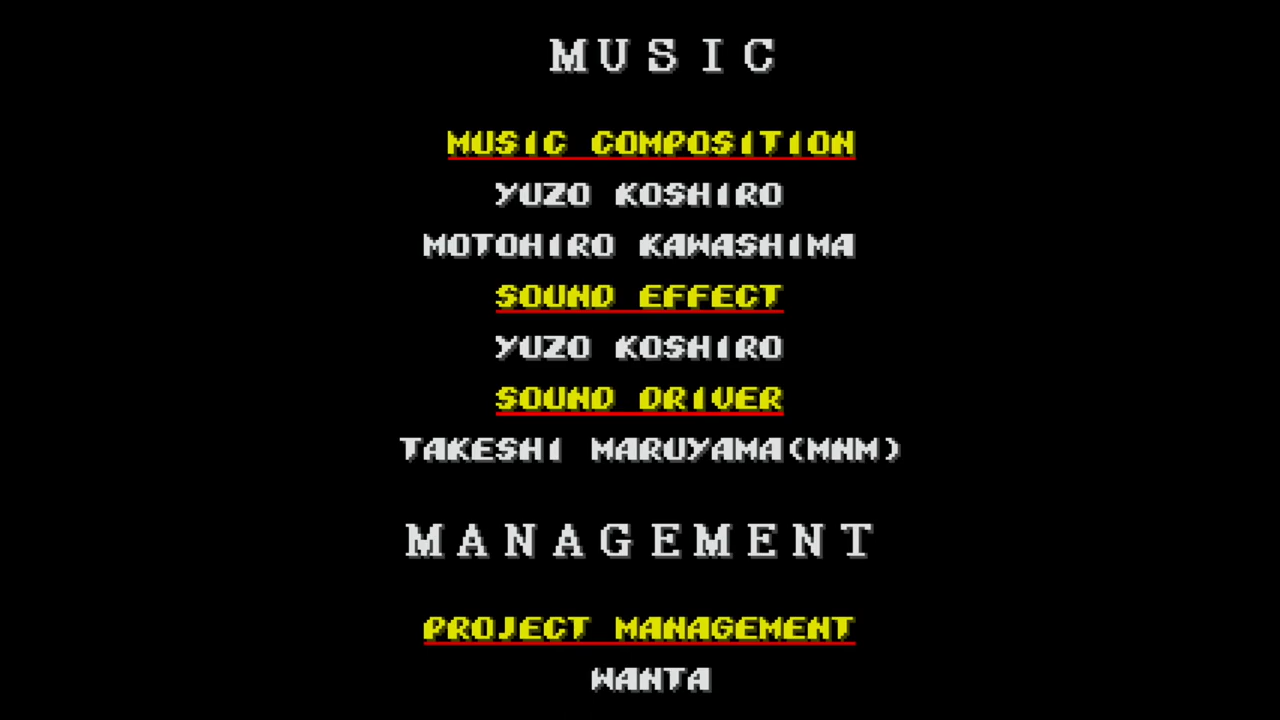 MUSIC
MUSIC COMPOSITION
YUZO KOSHIRO
MOTOHIRO KAWASHIMA
SOUND EFFECT
YUZO KOSHIRO
SOUND DRIVER
TAKESHI MARUYAMA(MNM)
MANAGEMENT
PROJECT MANAGEMENT
WANTA